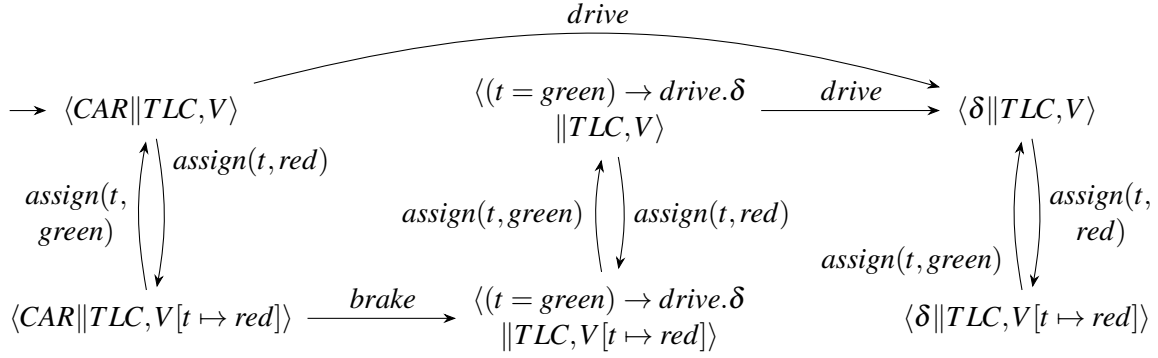 drive
⟨CAR∥TLC,V⟩
⟨(t = green) → drive.δ
∥TLC,V⟩
drive
⟨δ∥TLC,V⟩
assign(t,
green)
assign(t,red)
assign(t,green)
assign(t,red)
assign(t,green)
assign(t,
red)
⟨CAR∥TLC,V[t ↦ red]⟩
brake
⟨(t = green) → drive.δ
∥TLC,V[t ↦ red]⟩
⟨δ∥TLC,V[t ↦ red]⟩